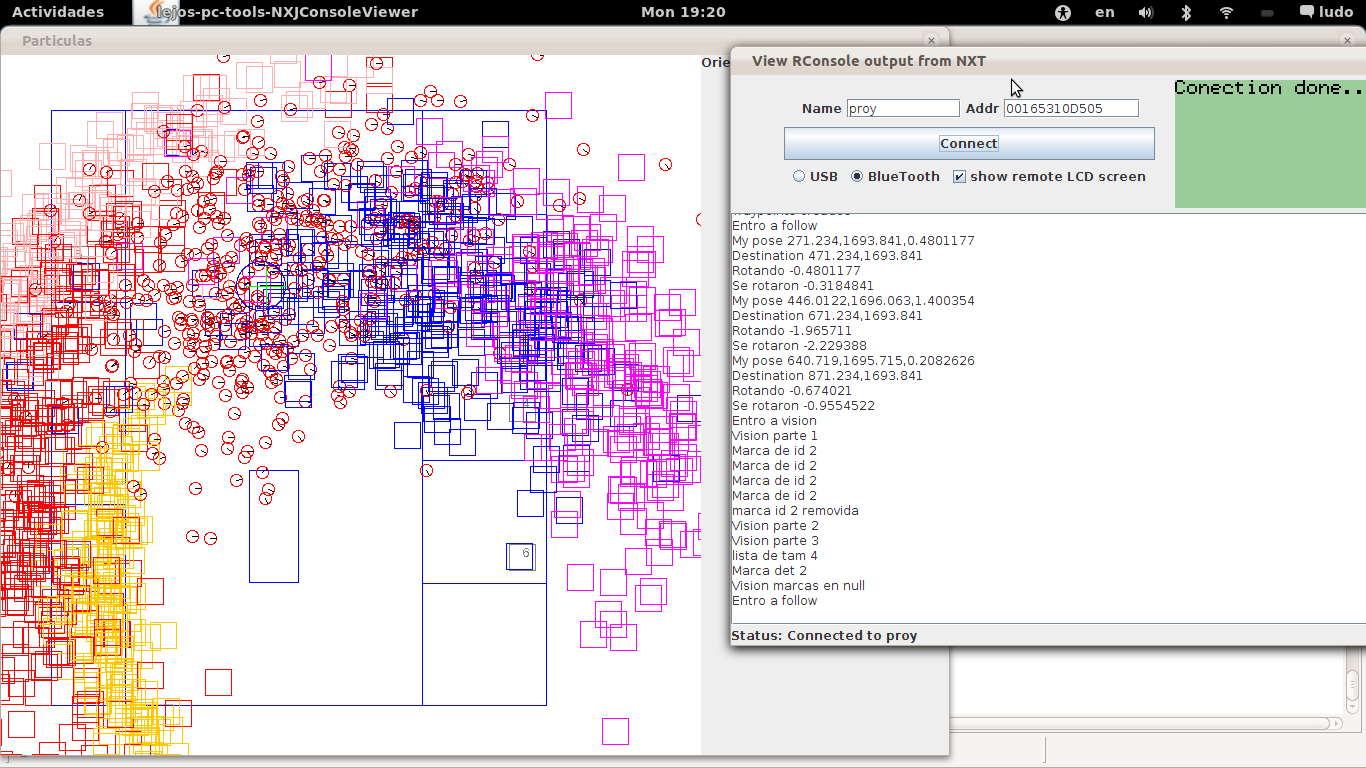 Actividades
lejos-pc-tools-NXJConsoleViewer
Mon 19:20
en
ludo
Particulas
Orie
View RConsole output from NXT
Name proy Addr 00165310D505
Connect
USB BlueTooth show remote LCD screen
Conection done..
Entro a follow
My pose 271.234,1693.841,0.4801177
Destination 471.234,1693.841
Rotando -0.4801177
Se rotaron -0.3184841
My pose 446.0122,1696.063,1.400354
Destination 671.234,1693.841
Rotando -1.965711
Se rotaron -2.229388
My pose 640.719,1695.715,0.2082626
Destination 871.234,1693.841
Rotando -0.674021
Se rotaron -0.9554522
Entro a vision
Vision parte 1
Marca de id 2
Marca de id 2
Marca de id 2
Marca de id 2
marca id 2 removida
Vision parte 2
Vision parte 3
lista de tam 4
Marca det 2
Vision marcas en null
Entro a follow
Status: Connected to proy
6